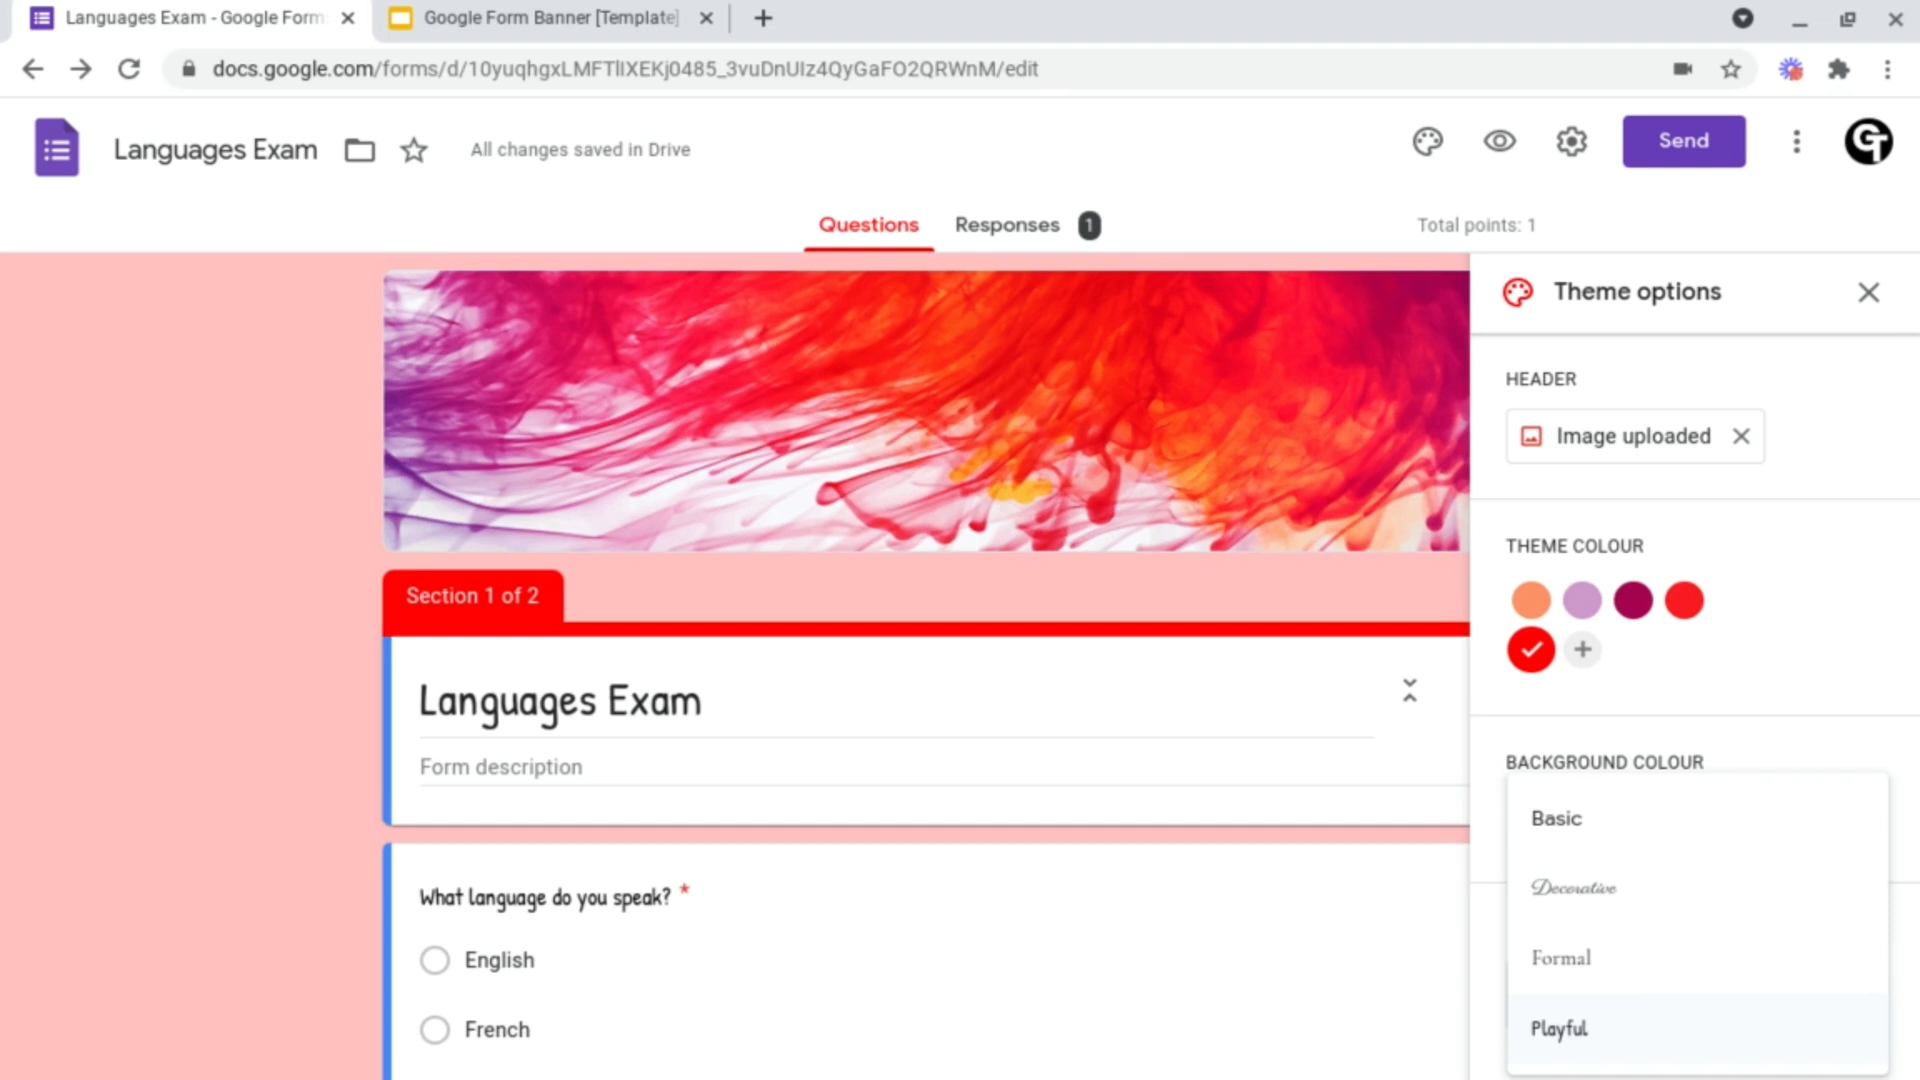 Languages Exam - Google Form
Google Form Banner [Template]
docs.google.com/forms/d/10yuqhgxLMFTlIXEKj0485_3vuDnUIz4QyGaFO2QRWnM/edit
Languages Exam
All changes saved in Drive
Send
GT
Questions
Responses 1
Total points: 1
Theme options
HEADER
Image uploaded
THEME COLOUR
Section 1 of 2
Languages Exam
Form description
BACKGROUND COLOUR
Basic
Decorative
Formal
Playful
What language do you speak? *
English
French